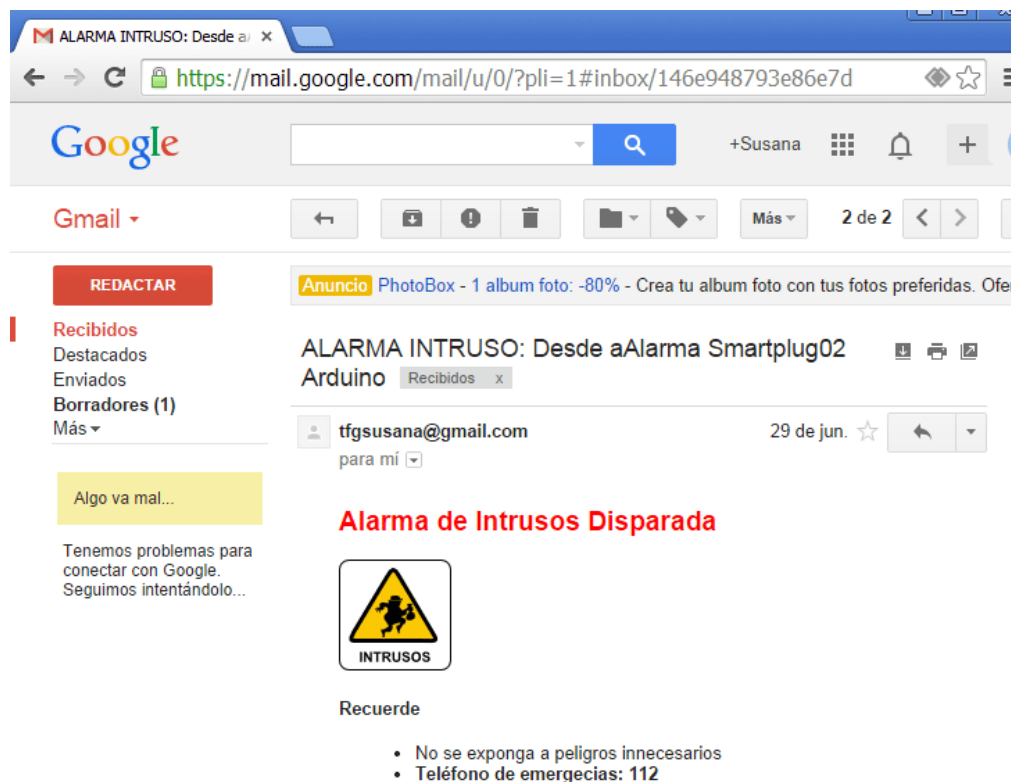 ALARMA INTRUSO: Desde a
https://mail.google.com/mail/u/0/?pli=1#inbox/146e948793e86e7d
Google
+Susana
Gmail
Más
2 de 2
REDACTAR
Anuncio PhotoBox - 1 album foto: -80% - Crea tu album foto con tus fotos preferidas. Ofe
Recibidos
Destacados
Enviados
Borradores (1)
Más
Algo va mal...
Tenemos problemas para
conectar con Google.
Seguimos intentándolo...
ALARMA INTRUSO: Desde aAlarma Smartplug02
Arduino Recibidos x
tfgsusana@gmail.com 29 de jun.
para mí
Alarma de Intrusos Disparada
INTRUSOS
Recuerde
• No se exponga a peligros innecesarios
• Teléfono de emergecias: 112